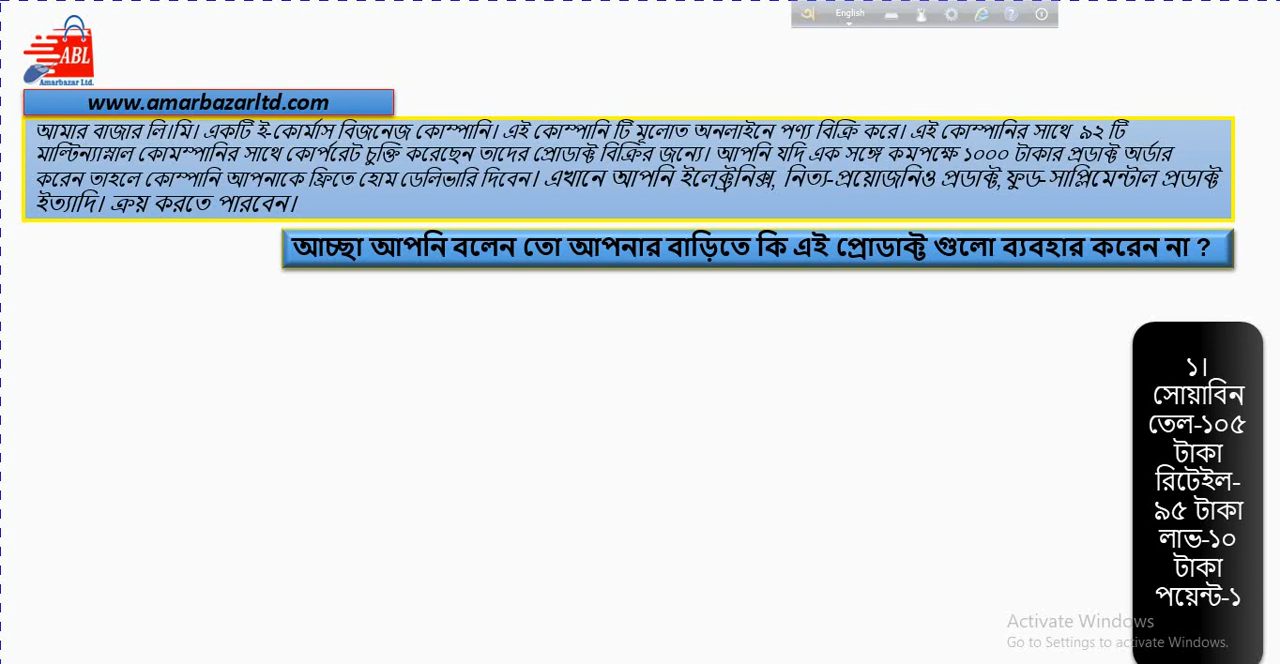 English
ABL
Amarbazar Ltd.
www.amarbazarltd.com
আমার বাজার লি।মি। একটি ই-কোর্মাস বিজনেজ কোম্পানি। এই কোম্পানি টি মূলোত অনলাইনে পণ্য বিক্রি করে। এই কোম্পানির সাথে ৯২ টি
মাল্টিন্যাস্নাল কোমম্পানির সাথে কোর্পরেট চুক্তি করেছেন তাদের প্রোডাক্ট বিক্রির জন্যে। আপনি যদি এক সঙ্গে কমপক্ষে ১০০০ টাকার প্রডাক্ট অর্ডার
করেন তাহলে কোম্পানি আপনাকে ফ্রিতে হোম ডেলিভারি দিবেন। এখানে আপনি ইলেক্ট্রনিক্স, নিত্য-প্রয়োজনিও প্রডাক্ট, ফুড-সাপ্লিমেন্টাল প্রডাক্ট
ইত্যাদি। ক্রয় করতে পারবেন।
আচ্ছা আপনি বলেন তো আপনার বাড়িতে কি এই প্রোডাক্ট গুলো ব্যবহার করেন না ?
১।
সোয়াবিন
তেল-১০৫
টাকা
রিটেইল-
৯৫ টাকা
লাভ-১০
টাকা
পয়েন্ট-১
Activate Windows
Go to Settings to activate Windows.